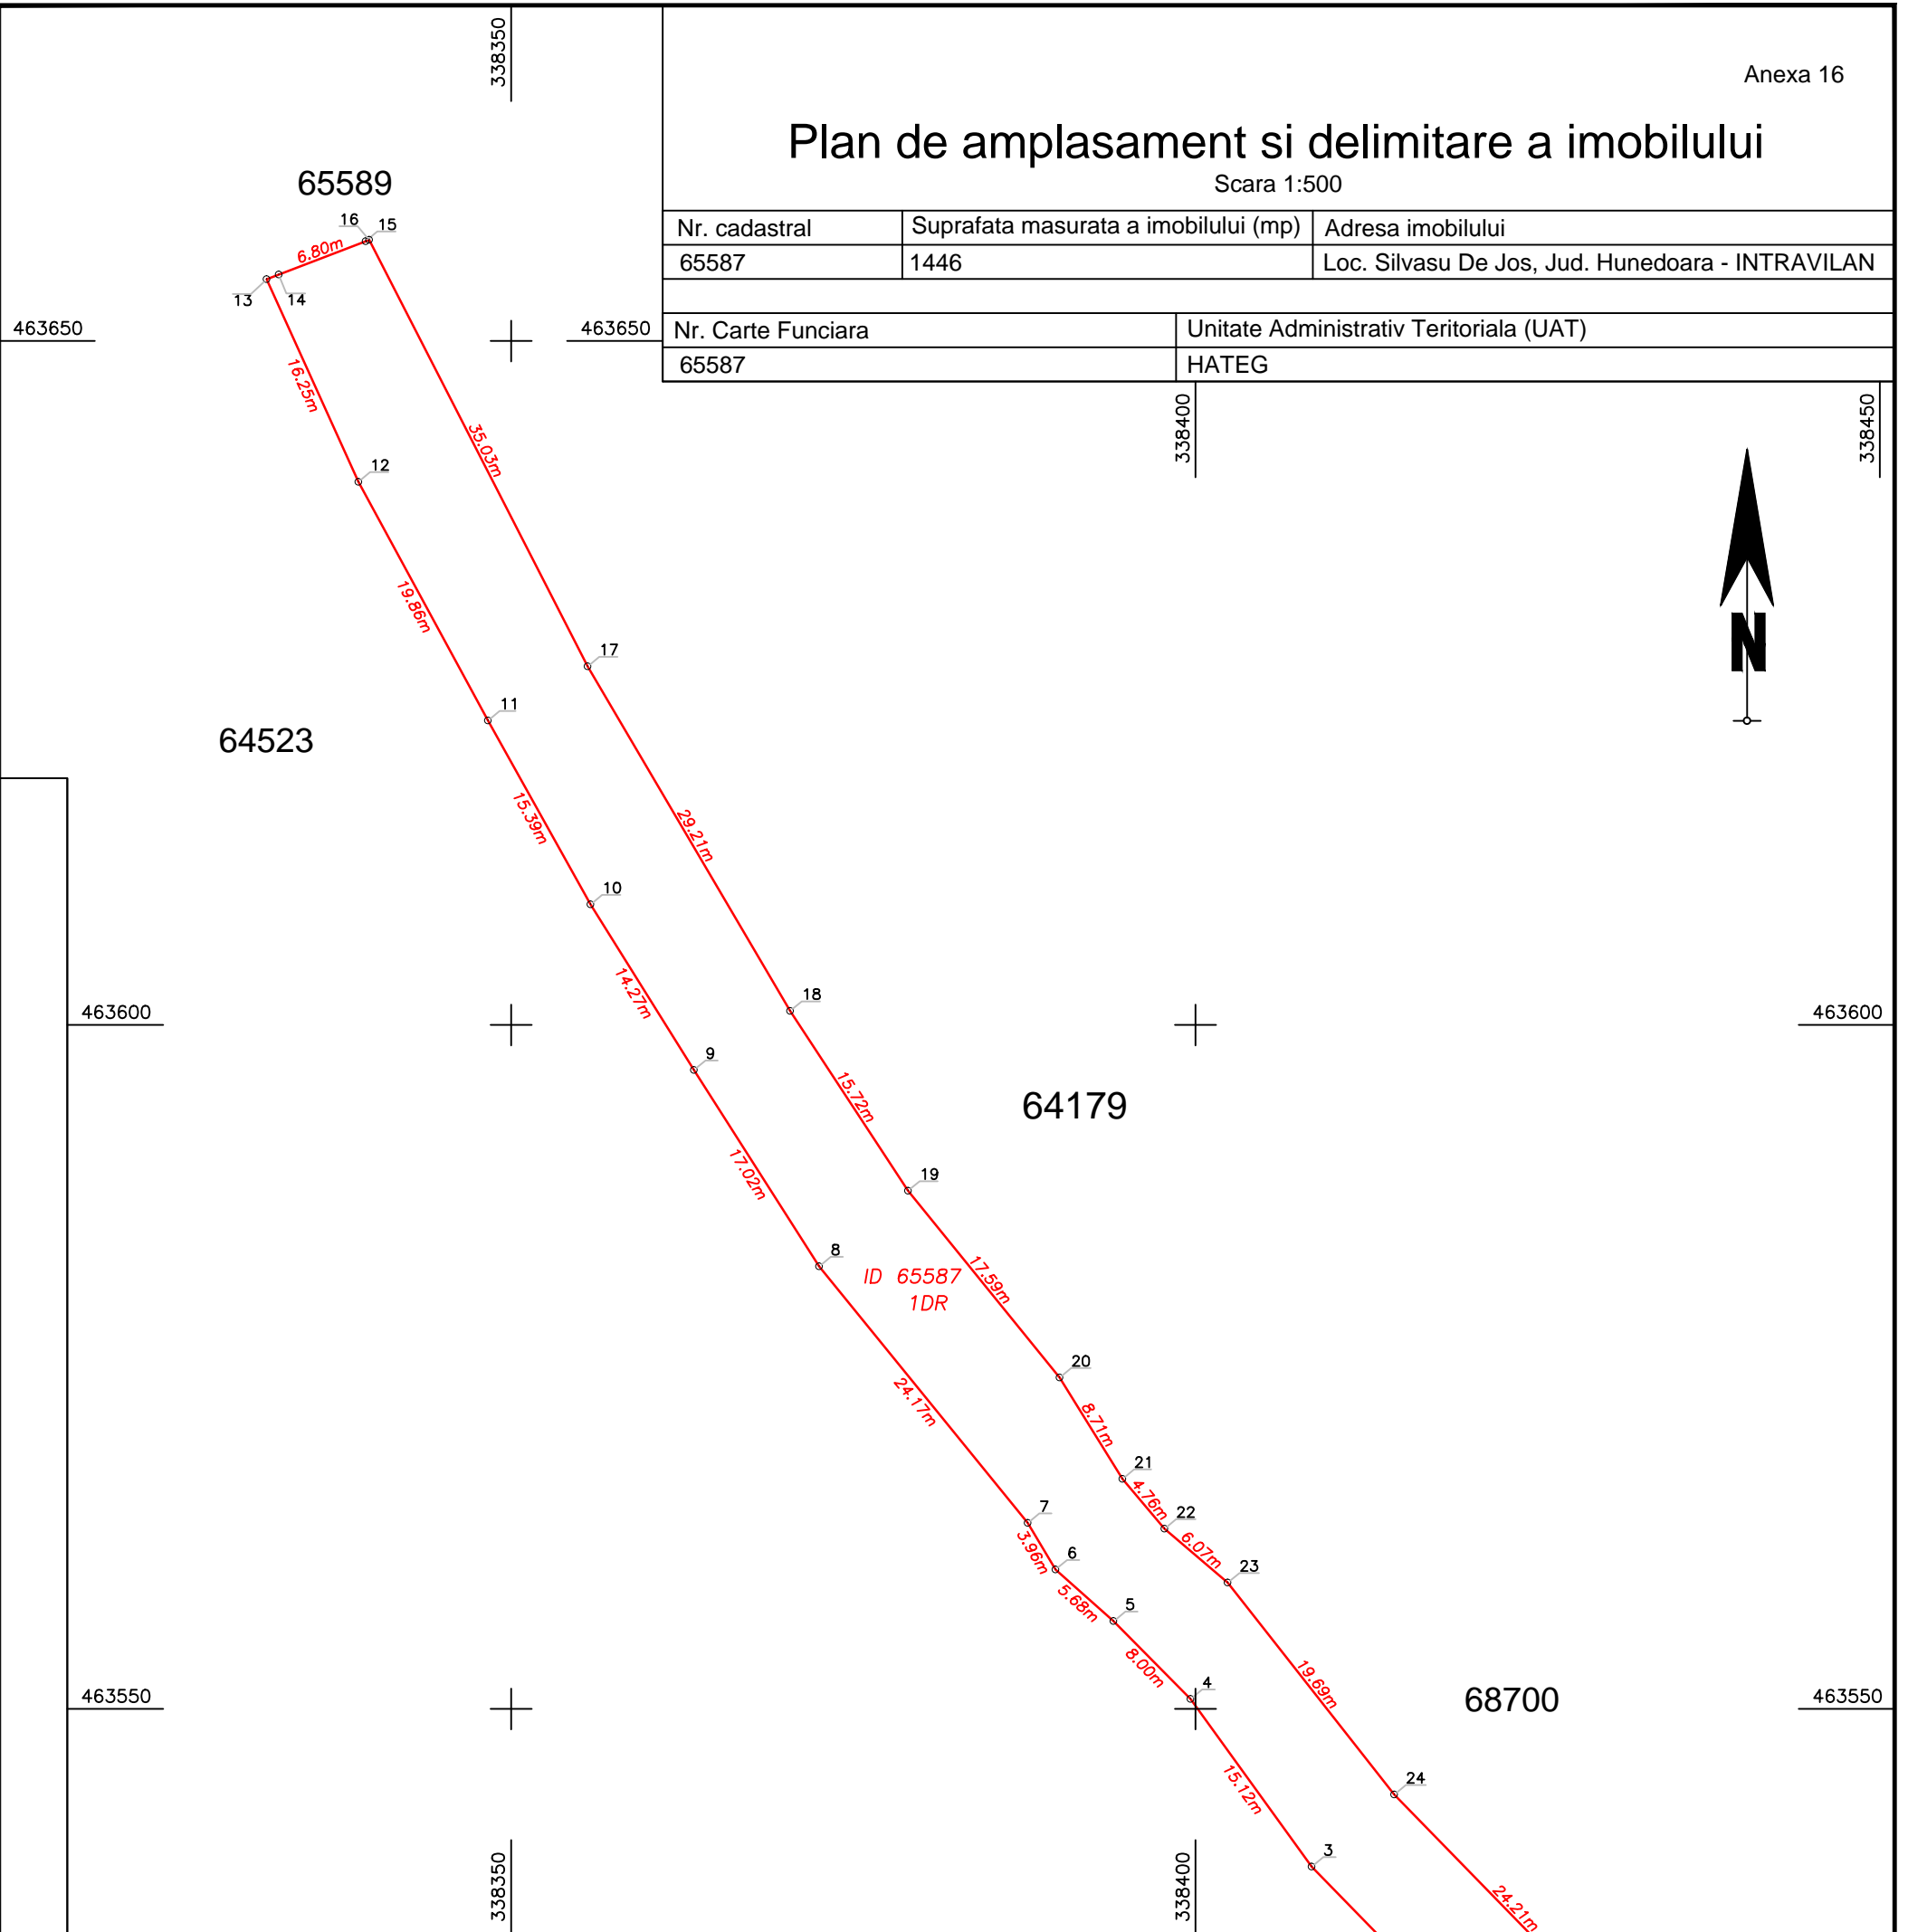 338350
Anexa 16
Plan de amplasament si delimitare a imobilului
Scara 1:500
Nr. cadastral
Suprafata masurata a imobilului (mp)
Adresa imobilului
65587
1446
Loc. Silvasu De Jos, Jud. Hunedoara - INTRAVILAN
Nr. Carte Funciara
Unitate Administrativ Teritoriala (UAT)
65587
HATEG
65589
16
15
6.80m
13
14
463650
463650
16.25m
338400
338450
35.03m
12
19.86m
N
17
11
64523
15.39m
29.21m
10
14.27m
18
463600
463600
9
15.72m
64179
17.02m
19
8
ID 65587
1DR
17.59m
20
24.17m
8.71m
21
4.76m
7
22
3.96m
6.07m
6
23
5.68m
5
8.00m
19.69m
4
463550
68700
463550
15.12m
24
3
338350
338400
24.21m